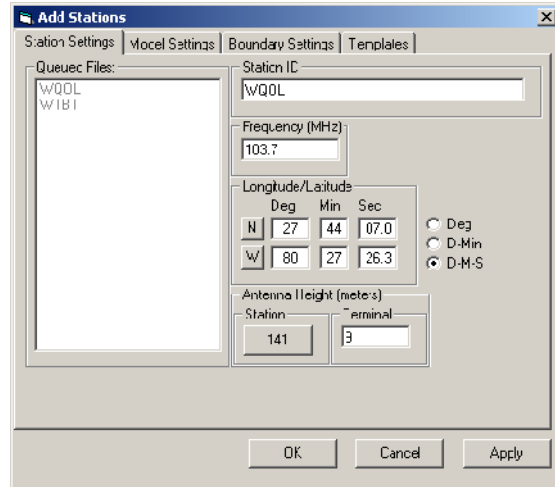 Add Stations
Station Settings
Model Settings
Boundary Settings
Templates
Queued Files:
WQOL
Station ID
WQOL
Frequency (MHz)
103.7
Longitude/Latitude
Deg Min Sec
N 27 44 07.0
W 80 27 26.3
Deg
D-Min
D-M-S
Antenna Height (meters)
Station
Terminal
141
OK
Cancel
Apply